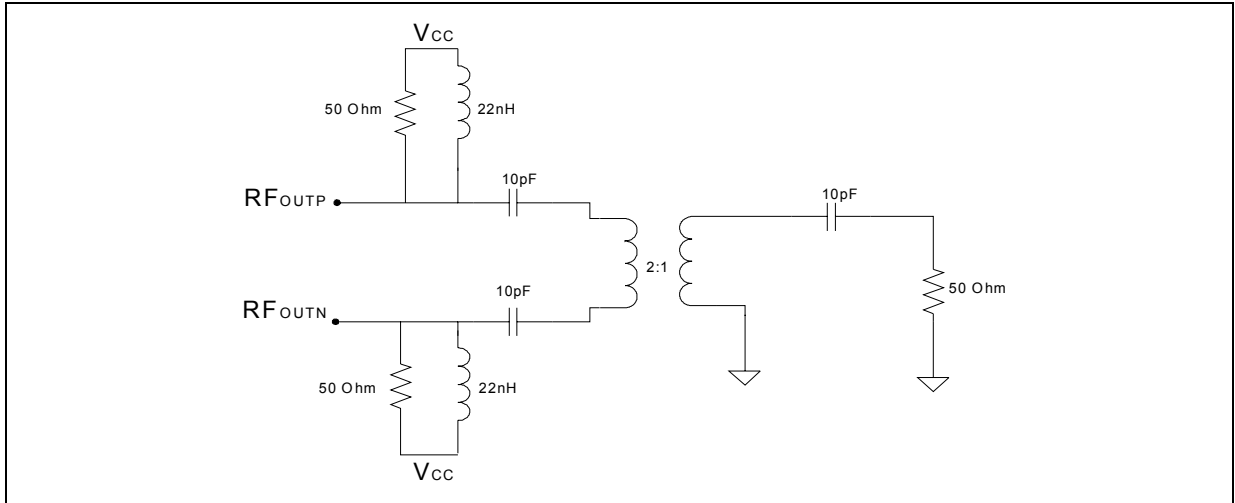 VCC
50 Ohm
22nH
10pF
RFOUTP
10pF
2:1
10pF
50 Ohm
RFOUTN
50 Ohm
22nH
VCC